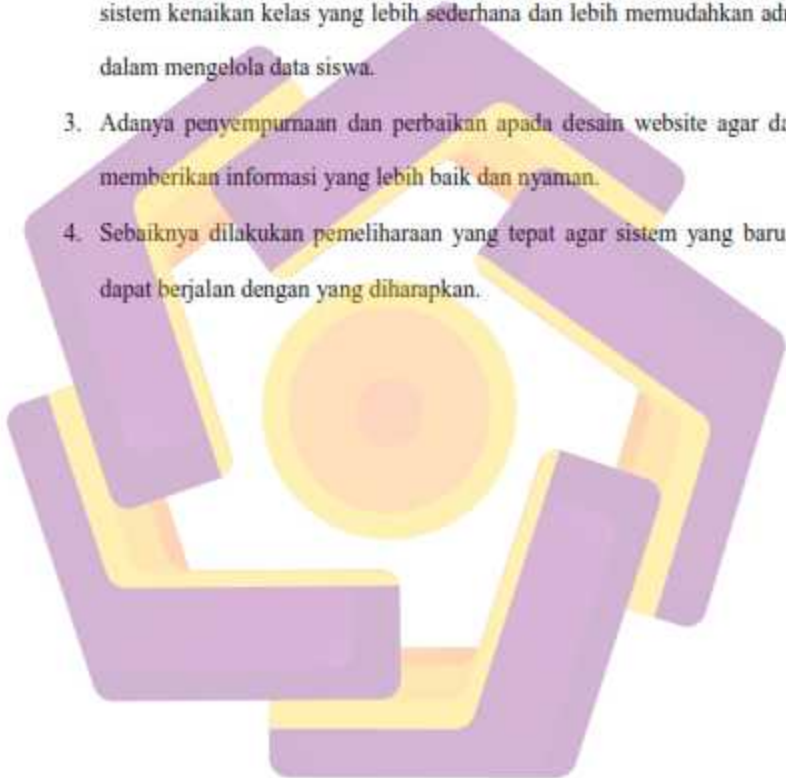 sistem kenaikan kelas yang lebih sederhana dan lebih memudahkan
dalam mengelola data siswa.
3. Adanya penyempurnaan dan perbaikan apada desain website agar
memberikan informasi yang lebih baik dan nyaman.
4. Sebaiknya dilakukan pemeliharaan yang tepat agar sistem yang baru
dapat berjalan dengan yang diharapkan.